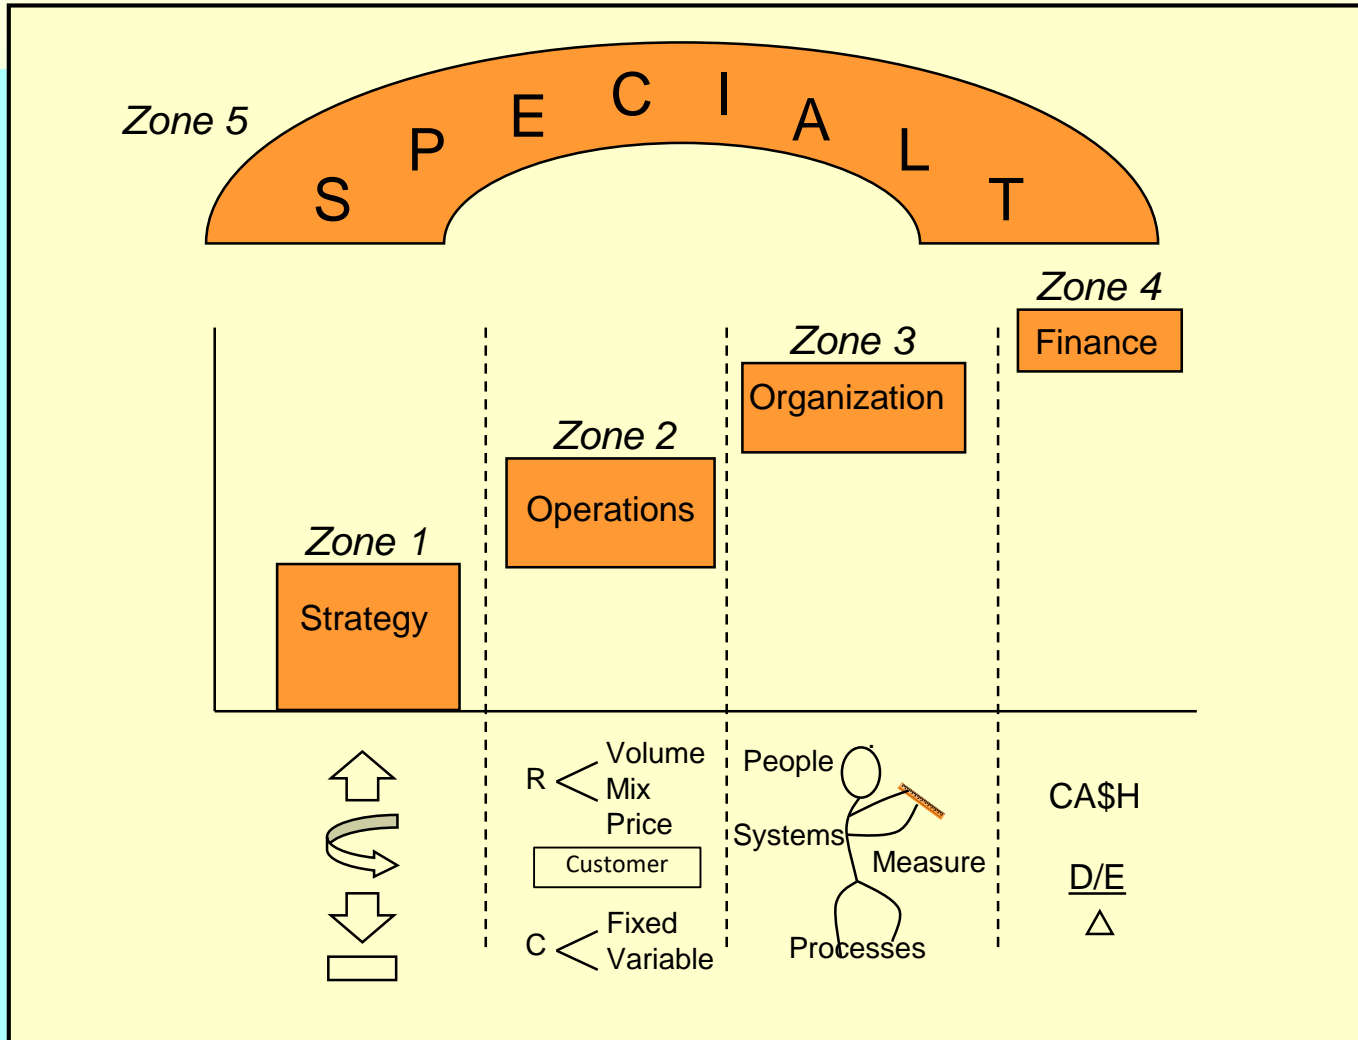 Zone 5
S P E C I A L T
Zone 4
Finance
Zone 3
Organization
Zone 2
Operations
Zone 1
Strategy
R
Volume
Mix
Price
Customer
C
Fixed
Variable
People
Systems
Measure
Processes
CA$H
D/E
△